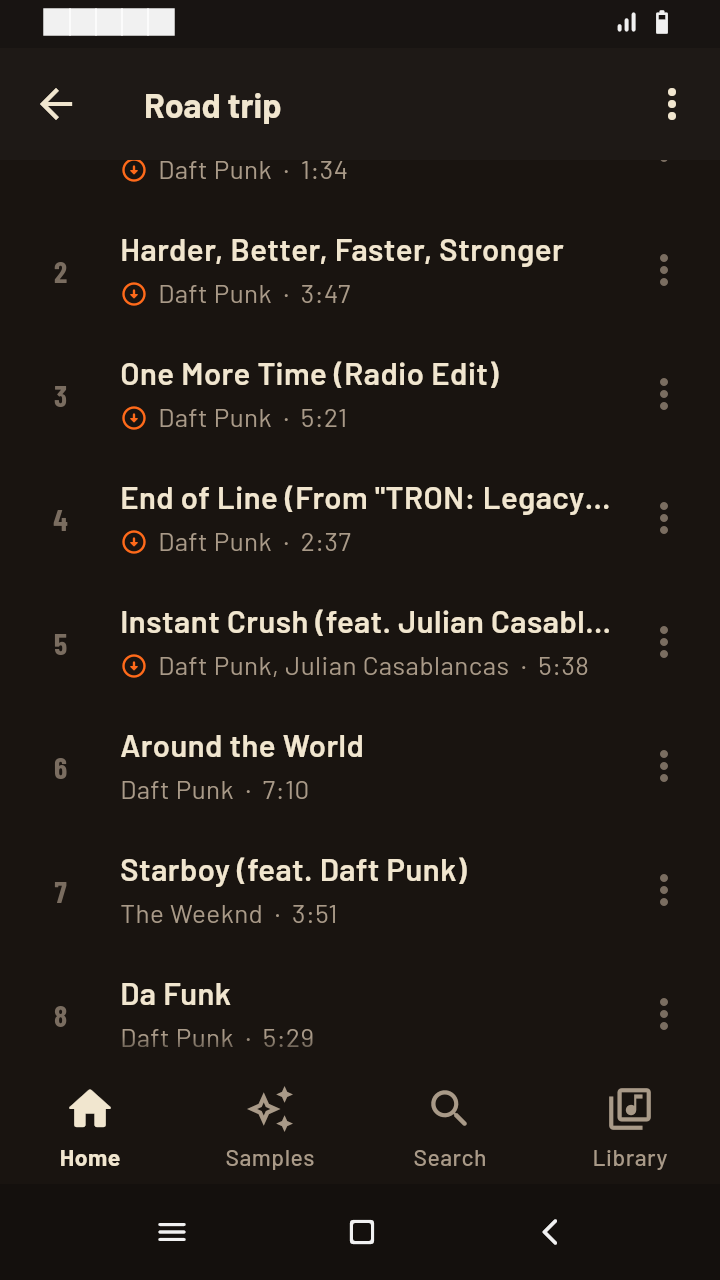 Road trip
Daft Punk · 1:34
2
Harder, Better, Faster, Stronger
Daft Punk · 3:47
3
One More Time (Radio Edit)
Daft Punk · 5:21
4
End of Line (From "TRON: Legacy...
Daft Punk · 2:37
5
Instant Crush (feat. Julian Casabl...
Daft Punk, Julian Casablancas · 5:38
6
Around the World
Daft Punk · 7:10
7
Starboy (feat. Daft Punk)
The Weeknd · 3:51
8
Da Funk
Daft Punk · 5:29
Home
Samples
Search
Library